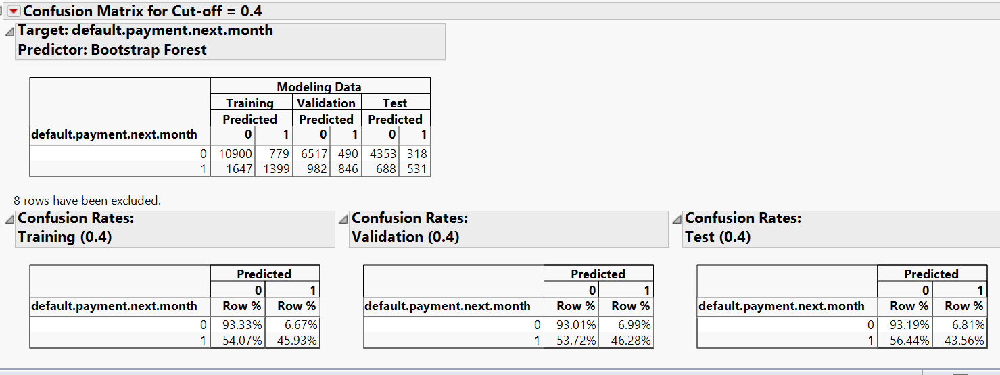 Confusion Matrix for Cut-off = 0.4
Target: default.payment.next.month
Predictor: Bootstrap Forest
Modeling Data
Training Validation Test
Predicted Predicted Predicted
default.payment.next.month 0 1 0 1 0 1
0 10900 779 6517 490 4353 318
1 1647 1399 982 846 688 531
8 rows have been excluded.
Confusion Rates: Confusion Rates: Confusion Rates:
Training (0.4) Validation (0.4) Test (0.4)
Predicted Predicted Predicted
0 1 0 1 0 1
default.payment.next.month Row % Row % default.payment.next.month Row % Row % default.payment.next.month Row % Row %
0 93.33% 6.67% 0 93.01% 6.99% 0 93.19% 6.81%
1 54.07% 45.93% 1 53.72% 46.28% 1 56.44% 43.56%